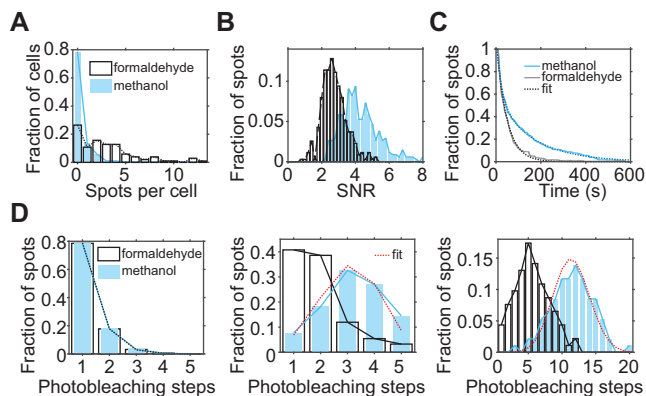 A
Fraction of cells
0.8
0.6
0.4
0.2
0
formaldehyde
methanol
0 5 10
Spots per cell
B
Fraction of spots
0.1
0.05
0
0 2 4 6 8
SNR
C
Fraction of spots
1
0.8
0.6
0.4
0.2
0
methanol
formaldehyde
fit
0 200 400 600
Time (s)
D
Fraction of spots
0.8
0.6
0.4
0.2
0
formaldehyde
methanol
1 2 3 4 5
Photobleaching steps
Fraction of spots
0.4
0.3
0.2
0.1
0
fit
1 2 3 4 5
Photobleaching steps
Fraction of spots
0.15
0.10
0.05
0
0 5 10 15 20
Photobleaching steps